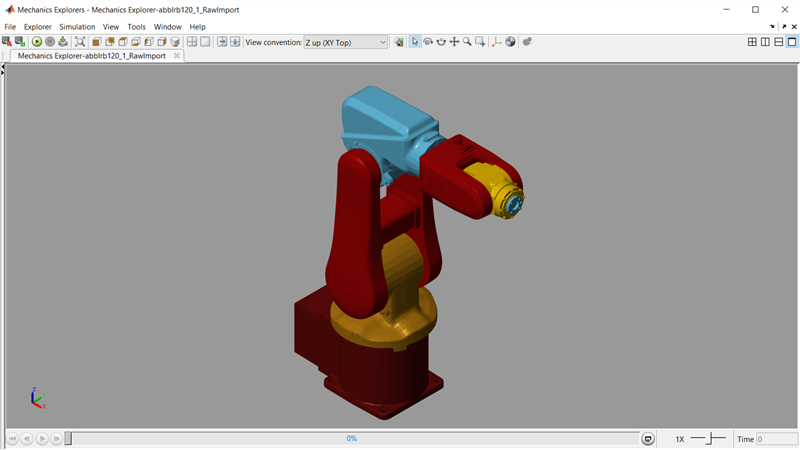 Mechanics Explorers - Mechanics Explorer-abbIrb120_1_RawImport
File Explorer Simulation View Tools Window Help
View convention: Z up (XY Top)
Mechanics Explorer-abbIrb120_1_RawImport
Z
Y
X
0% 1X Time 0